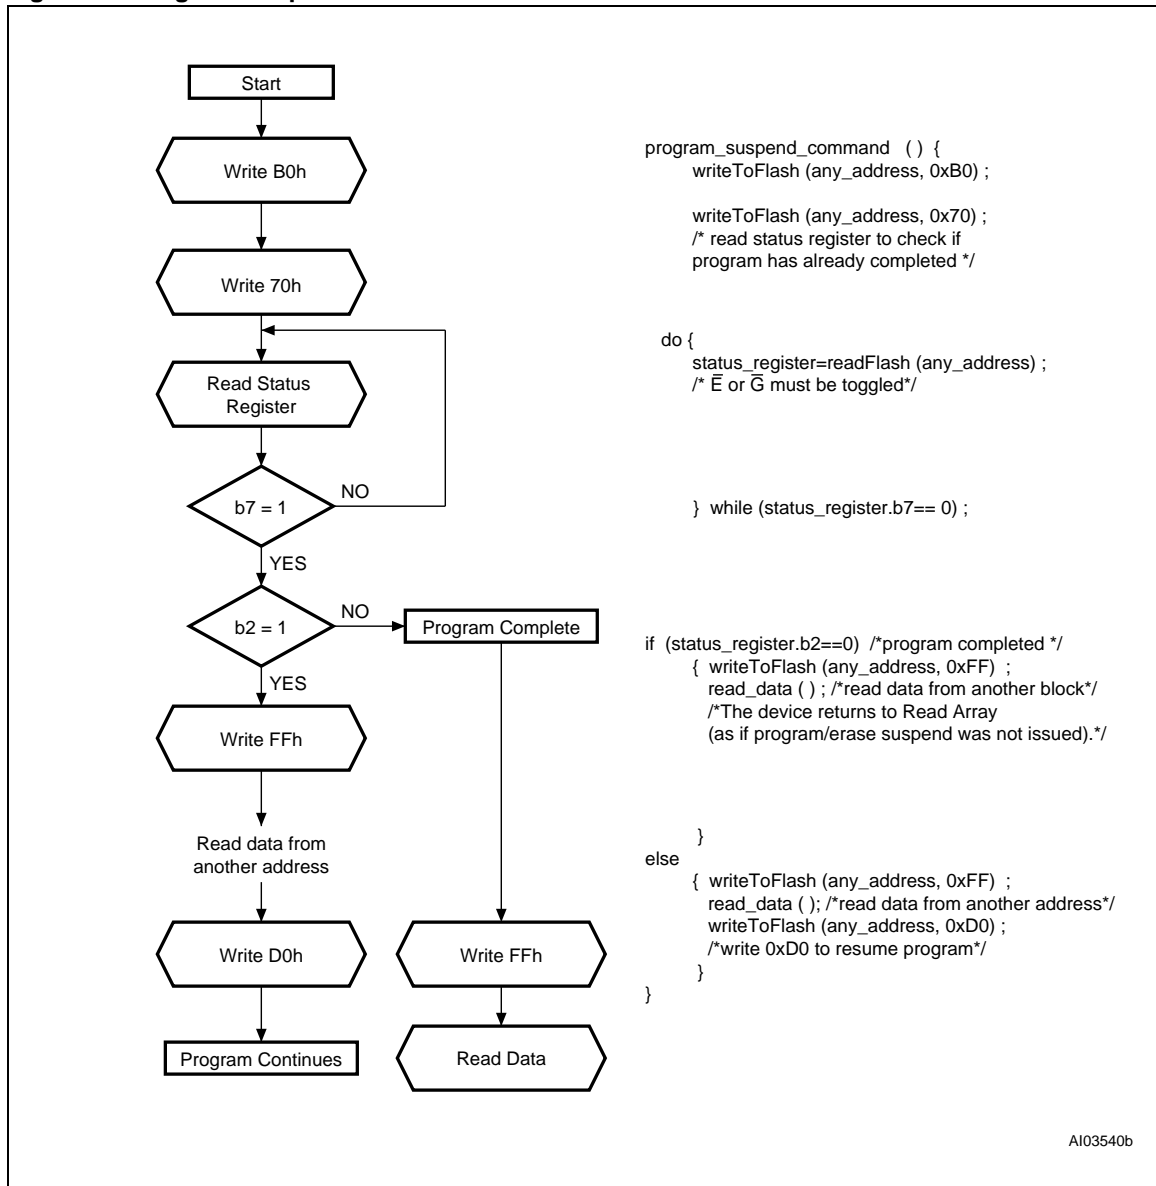 Start
Write B0h
Write 70h
Read Status
Register
b7 = 1
NO
YES
b2 = 1
NO
Program Complete
YES
Write FFh
Read data from
another address
Write D0h
Write FFh
Program Continues
Read Data
program_suspend_command ( ) {
writeToFlash (any_address, 0xB0) ;
writeToFlash (any_address, 0x70) ;
/* read status register to check if
program has already completed */
do {
status_register=readFlash (any_address) ;
/* E̅ or G̅ must be toggled*/
} while (status_register.b7== 0) ;
if (status_register.b2==0) /*program completed */
{ writeToFlash (any_address, 0xFF) ;
read_data ( ) ; /*read data from another block*/
/*The device returns to Read Array
(as if program/erase suspend was not issued).*/
}
else
{ writeToFlash (any_address, 0xFF) ;
read_data ( ); /*read data from another address*/
writeToFlash (any_address, 0xD0) ;
/*write 0xD0 to resume program*/
}
}
AI03540b